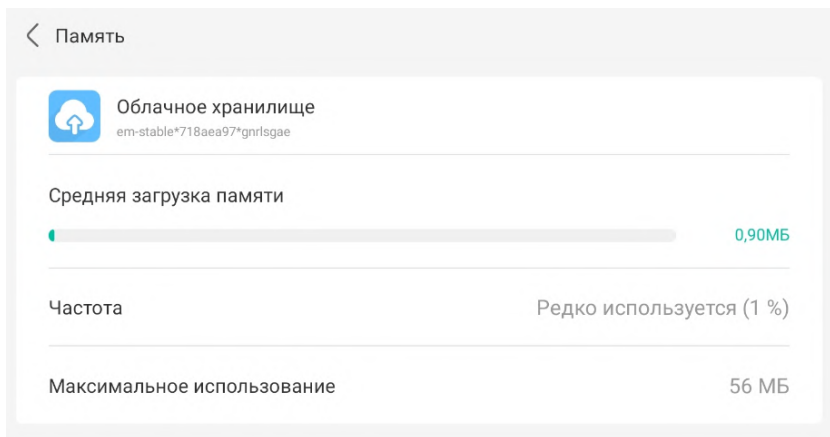 Память
Облачное хранилище
em-stable*718aea97*gnrlsgae
Средняя загрузка памяти
0,90МБ
Частота Редко используется (1 %)
Максимальное использование 56 МБ